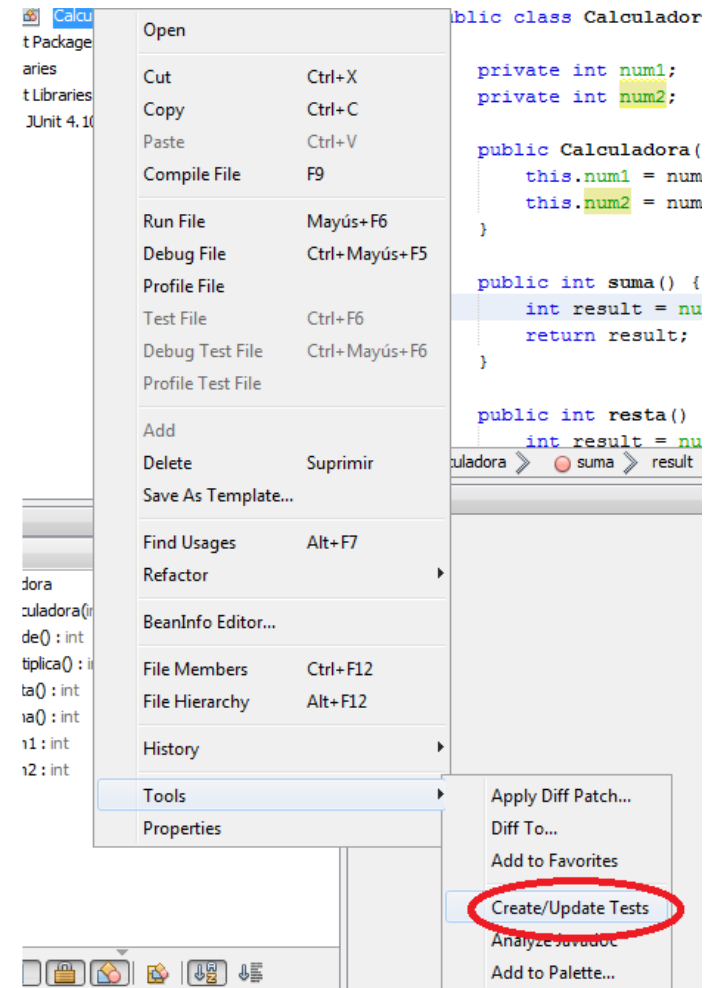 Calcu
t Package
aries
t Libraries
JUnit 4.10
Open
Cut Ctrl+X
Copy Ctrl+C
Paste Ctrl+V
Compile File F9
Run File Mayús+F6
Debug File Ctrl+Mayús+F5
Profile File
Test File Ctrl+F6
Debug Test File Ctrl+Mayús+F6
Profile Test File
Add
Delete Suprimir
Save As Template...
Find Usages Alt+F7
Refactor
BeanInfo Editor...
File Members Ctrl+F12
File Hierarchy Alt+F12
History
Tools
Properties
Apply Diff Patch...
Diff To...
Add to Favorites
Create/Update Tests
Analyze Javadoc
Add to Palette...
blic class Calculador
private int num1;
private int num2;
public Calculadora(
this.num1 = num
this.num2 = num
}
public int suma() {
int result = nu
return result;
}
public int resta()
int result = nu
culadora suma result
dora
culadora(in
de() : int
tiplica() : i
ta() : int
na() : int
n1 : int
n2 : int